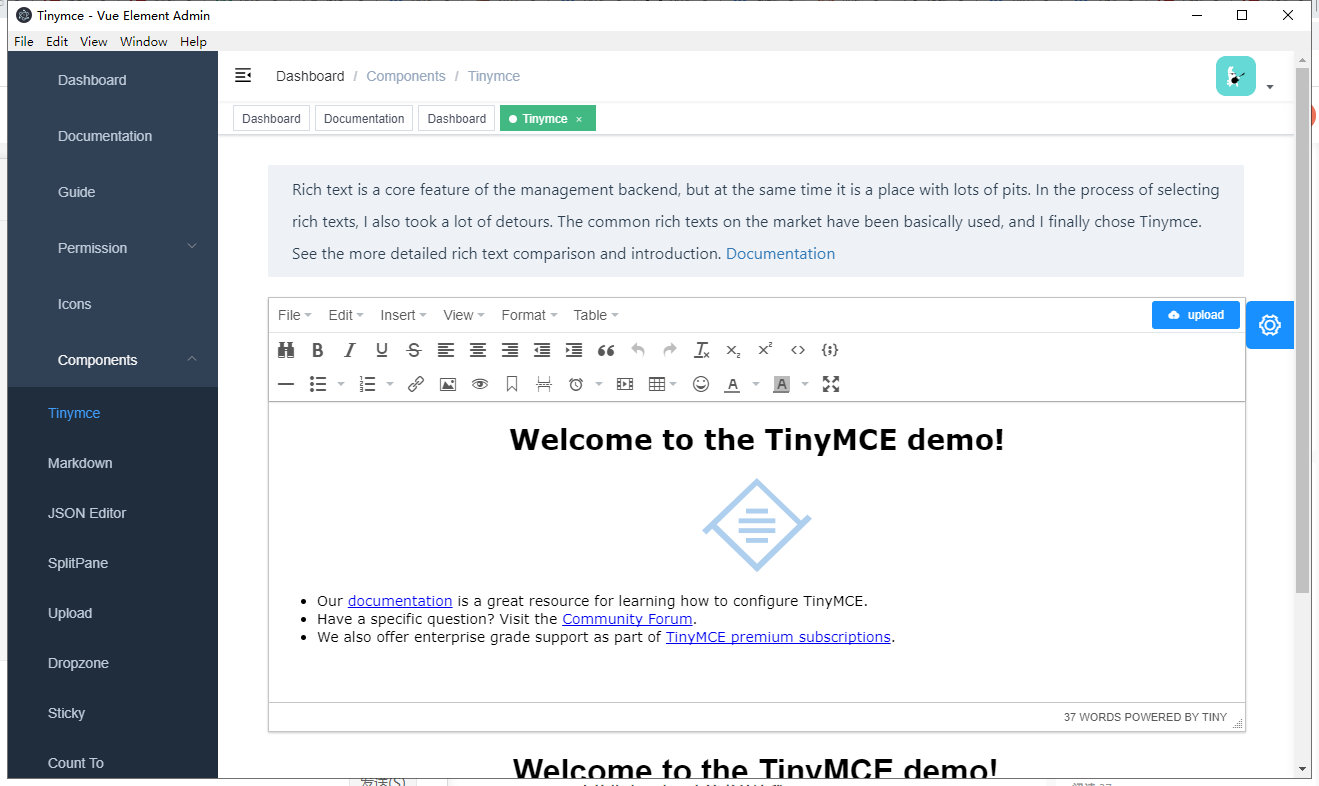 Tinymce - Vue Element Admin
File Edit View Window Help
Dashboard
Documentation
Guide
Permission
Icons
Components
Tinymce
Markdown
JSON Editor
SplitPane
Upload
Dropzone
Sticky
Count To
Dashboard / Components / Tinymce
Dashboard Documentation Dashboard Tinymce ×
Rich text is a core feature of the management backend, but at the same time it is a place with lots of pits. In the process of selecting
rich texts, I also took a lot of detours. The common rich texts on the market have been basically used, and I finally chose Tinymce.
See the more detailed rich text comparison and introduction. Documentation
File Edit Insert View Format Table upload
Welcome to the TinyMCE demo!
• Our documentation is a great resource for learning how to configure TinyMCE.
• Have a specific question? Visit the Community Forum.
• We also offer enterprise grade support as part of TinyMCE premium subscriptions.
37 WORDS POWERED BY TINY
Welcome to the TinyMCE demo!
发送(S)